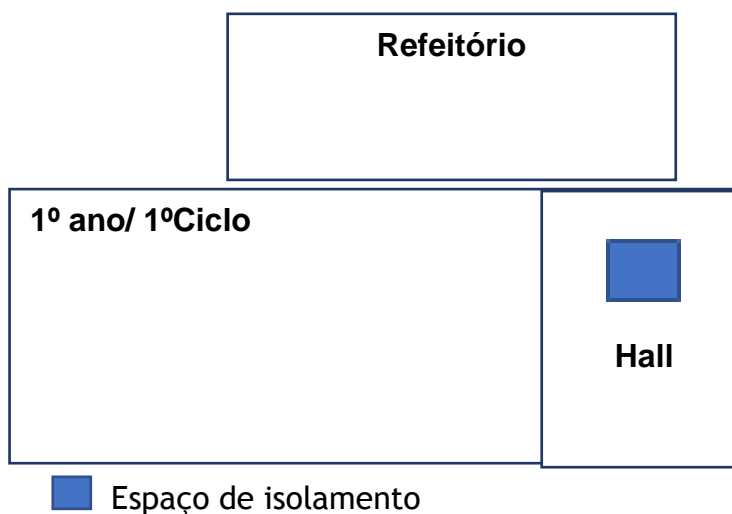 Refeitório
1º ano/ 1ºCiclo
Hall
Espaço de isolamento